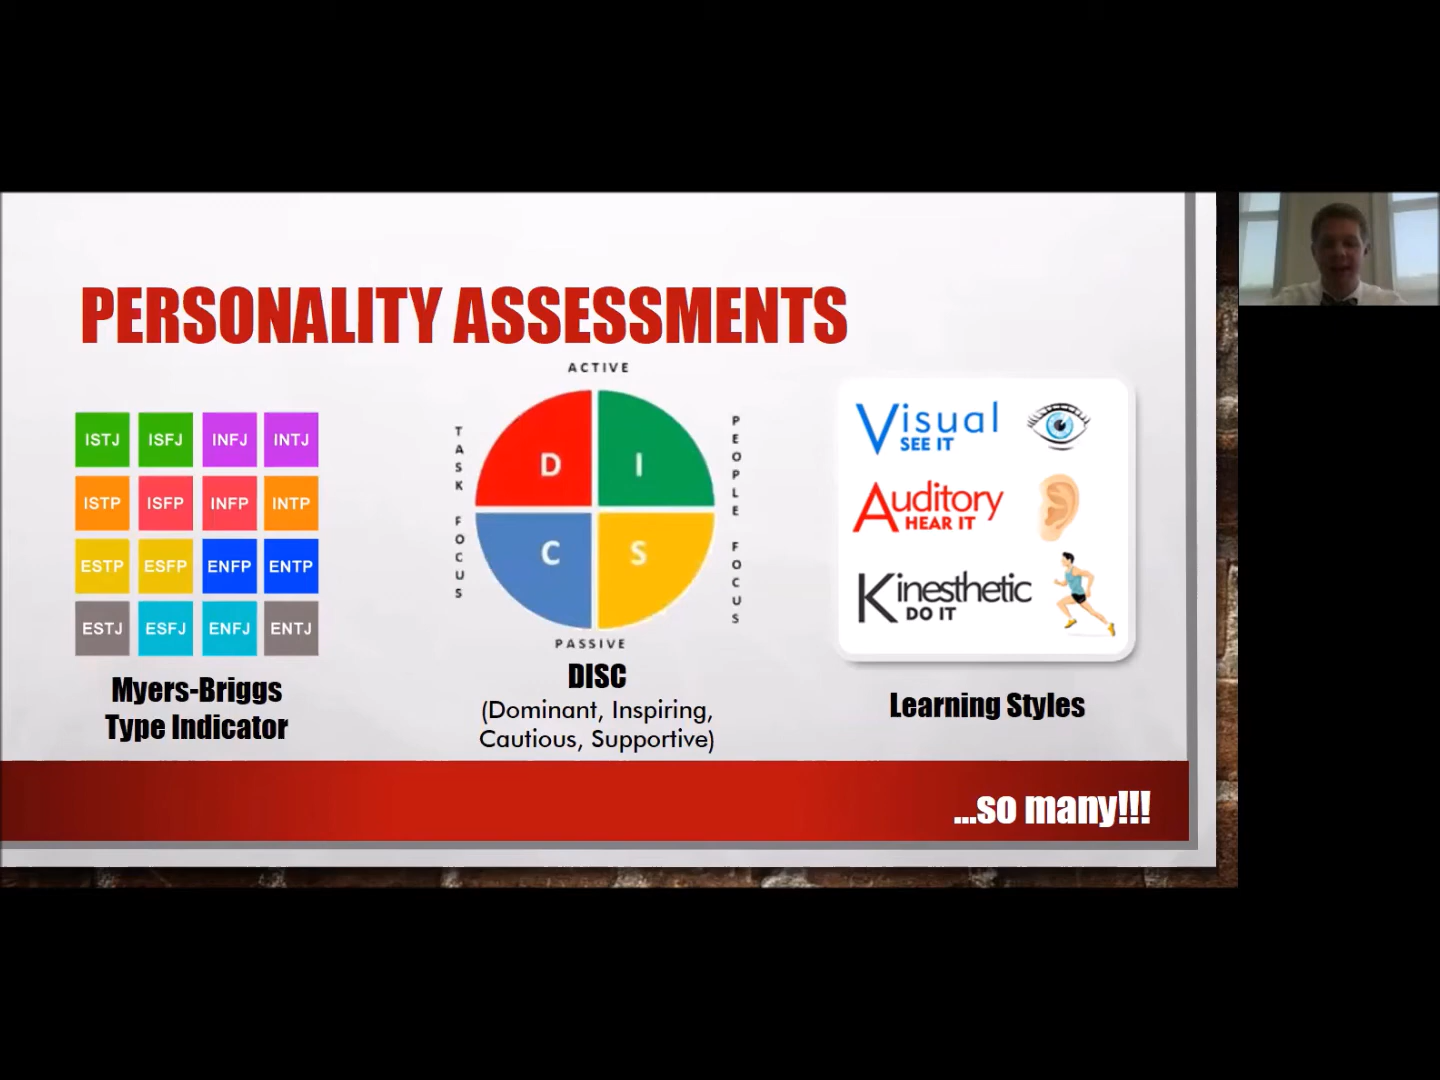 PERSONALITY ASSESSMENTS
ISTJ ISFJ INFJ INTJ
ISTP ISFP INFP INTP
ESTP ESFP ENFP ENTP
ESTJ ESFJ ENFJ ENTJ
Myers-Briggs
Type Indicator
ACTIVE
TASK FOCUS
D I
C S
PEOPLE FOCUS
PASSIVE
DISC
(Dominant, Inspiring,
Cautious, Supportive)
Visual
SEE IT
Auditory
HEAR IT
Kinesthetic
DO IT
Learning Styles
...so many!!!